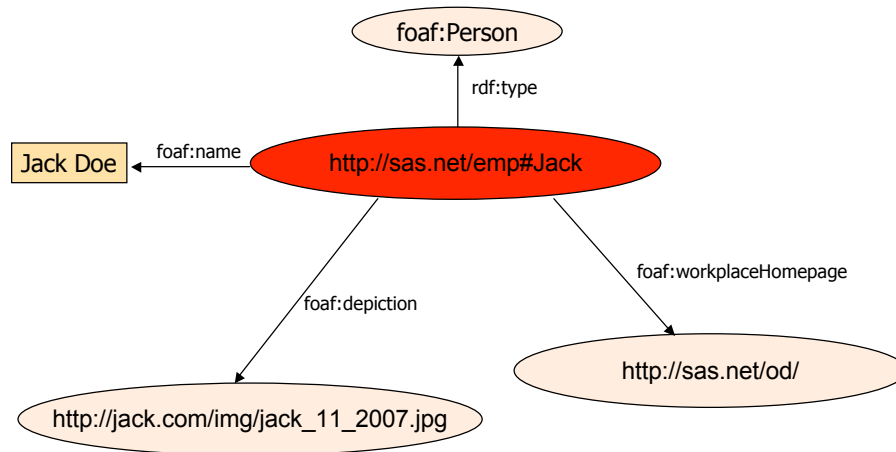 foaf:Person
rdf:type
Jack Doe
foaf:name
http://sas.net/emp#Jack
foaf:workplaceHomepage
foaf:depiction
http://sas.net/od/
http://jack.com/img/jack_11_2007.jpg